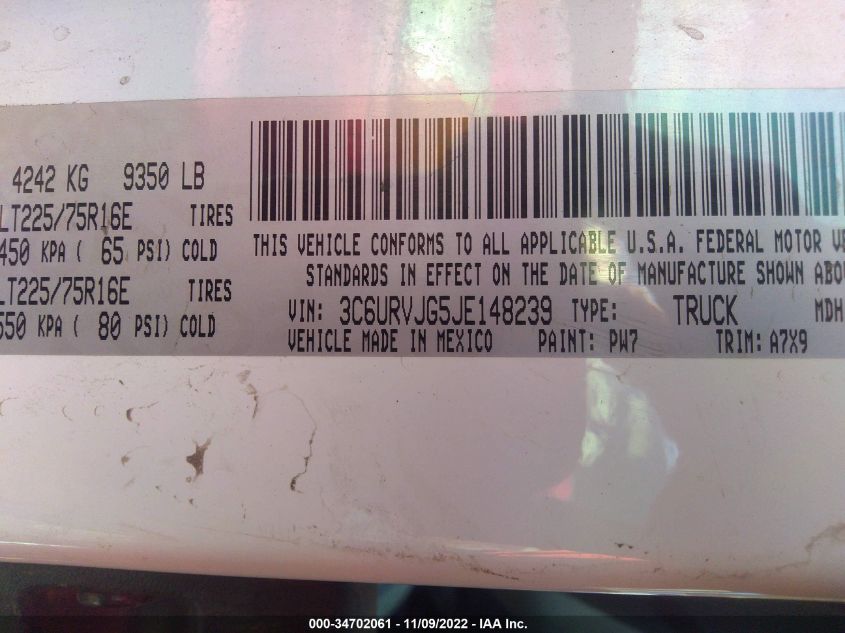 4242 KG 9350 LB
LT225/75R16E TIRES
450 KPA ( 65 PSI) COLD
LT225/75R16E TIRES
550 KPA ( 80 PSI) COLD
THIS VEHICLE CONFORMS TO ALL APPLICABLE U.S.A. FEDERAL MOTOR VE
STANDARDS IN EFFECT ON THE DATE OF MANUFACTURE SHOWN ABO
VIN: 3C6URVJG5JE148239 TYPE: TRUCK MDH
VEHICLE MADE IN MEXICO PAINT: PW7 TRIM: A7X9
000-34702061 - 11/09/2022 - IAA Inc.